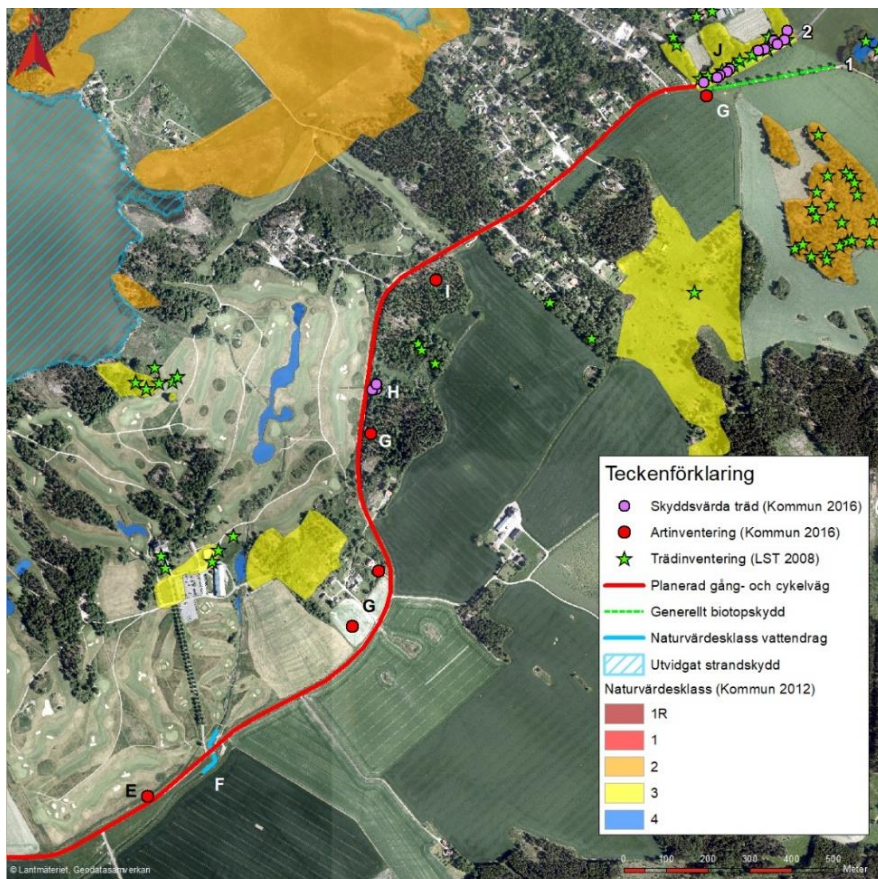 N
J
2
1
G
I
H
G
G
F
E
Teckenförklaring
Skyddsvärda träd (Kommun 2016)
Artinventering (Kommun 2016)
Trädinventering (LST 2008)
Planerad gång- och cykelväg
Generellt biotopskydd
Naturvärdesklass vattendrag
Utvidgat strandskydd
Naturvärdesklass (Kommun 2012)
1R
1
2
3
4
0 100 200 300 400 500
Meter
© Lantmäteriet, Geodatasamverkan